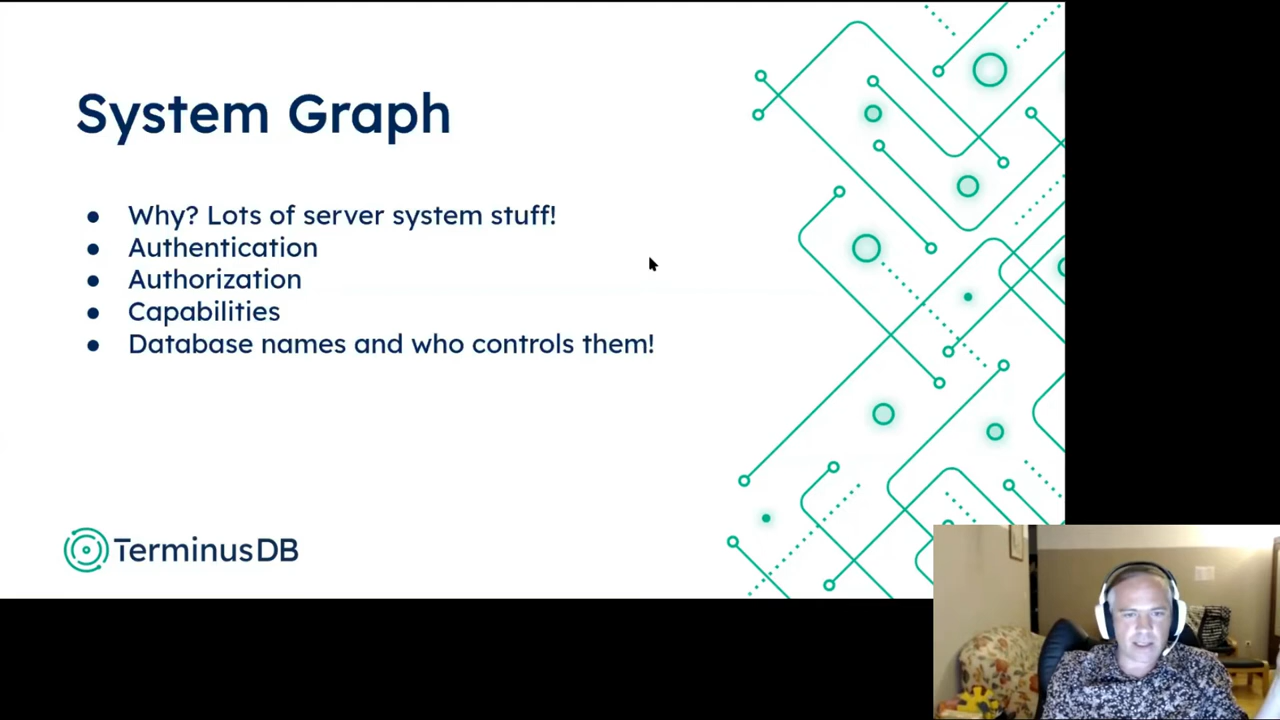 System Graph
● Why? Lots of server system stuff!
● Authentication
● Authorization
● Capabilities
● Database names and who controls them!
TerminusDB